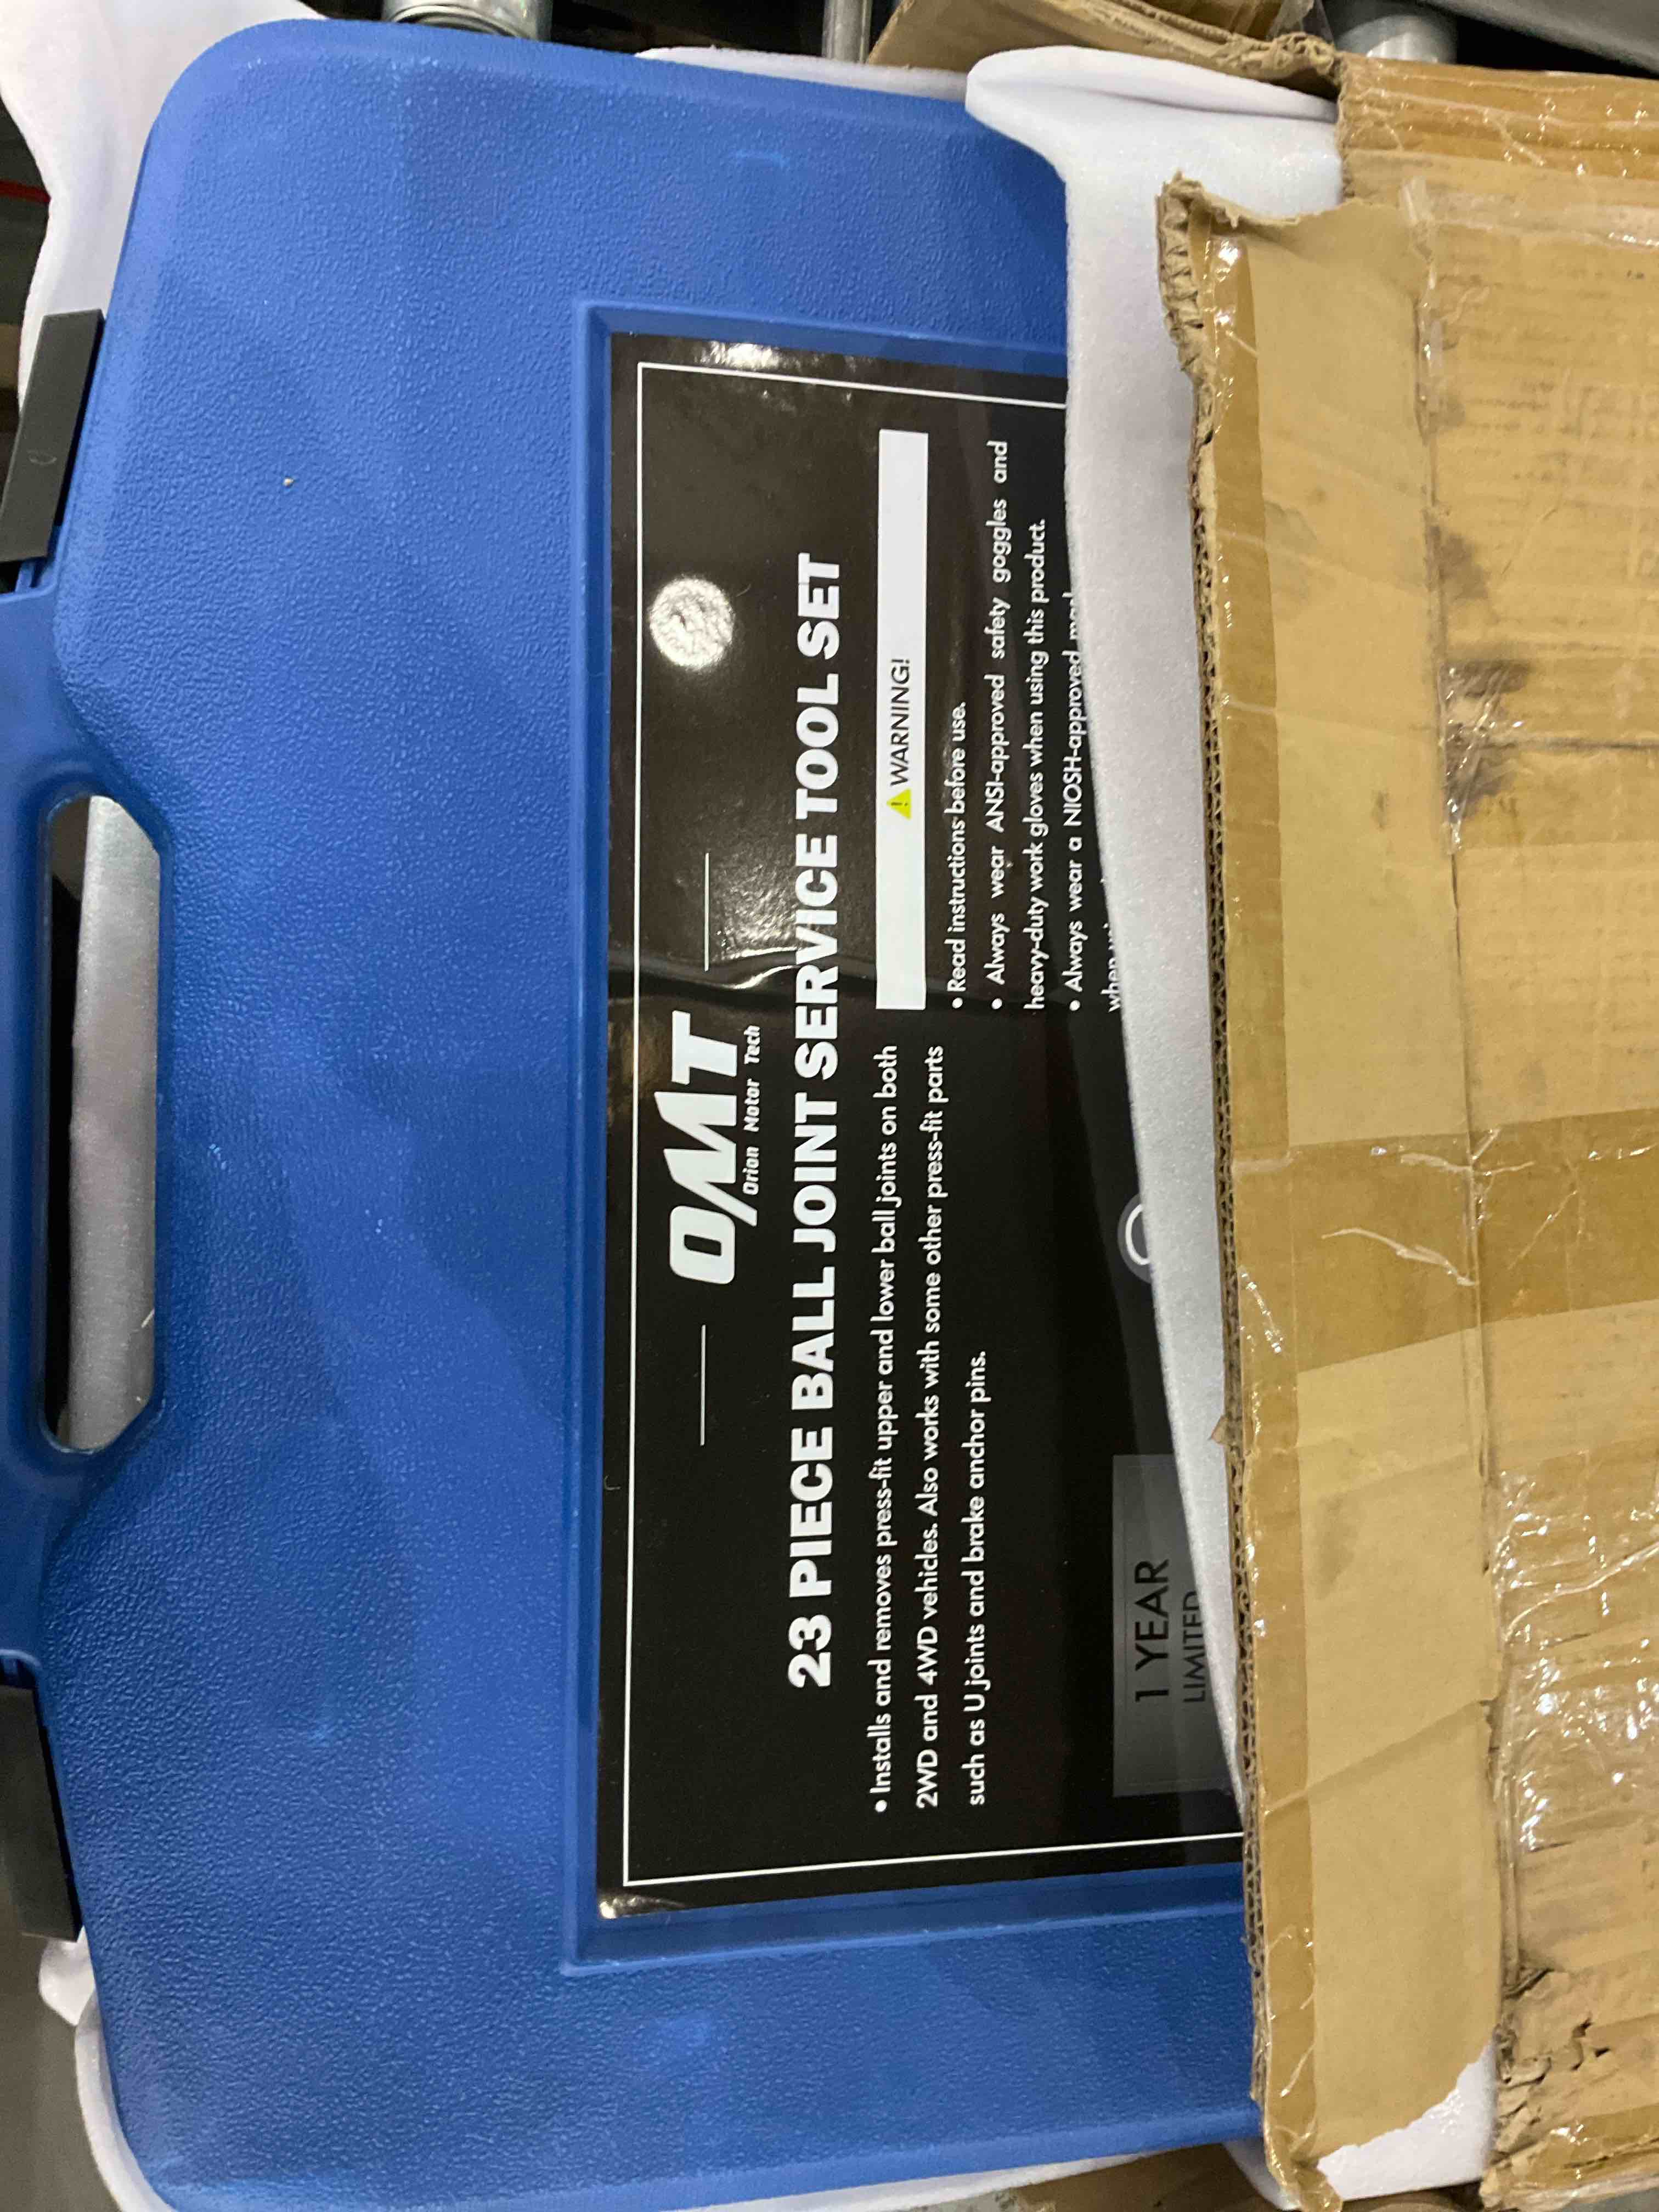 OMT
Orion Motor Tech
23 PIECE BALL JOINT SERVICE TOOL SET
• Installs and removes press-fit upper and lower ball joints on both
2WD and 4WD vehicles. Also works with some other press-fit parts
such as U joints and brake anchor pins.
WARNING!
• Read instructions before use.
• Always wear ANSI-approved safety goggles and
heavy-duty work gloves when using this product.
• Always wear a NIOSH-approved
when
1 YEAR
LIMITED